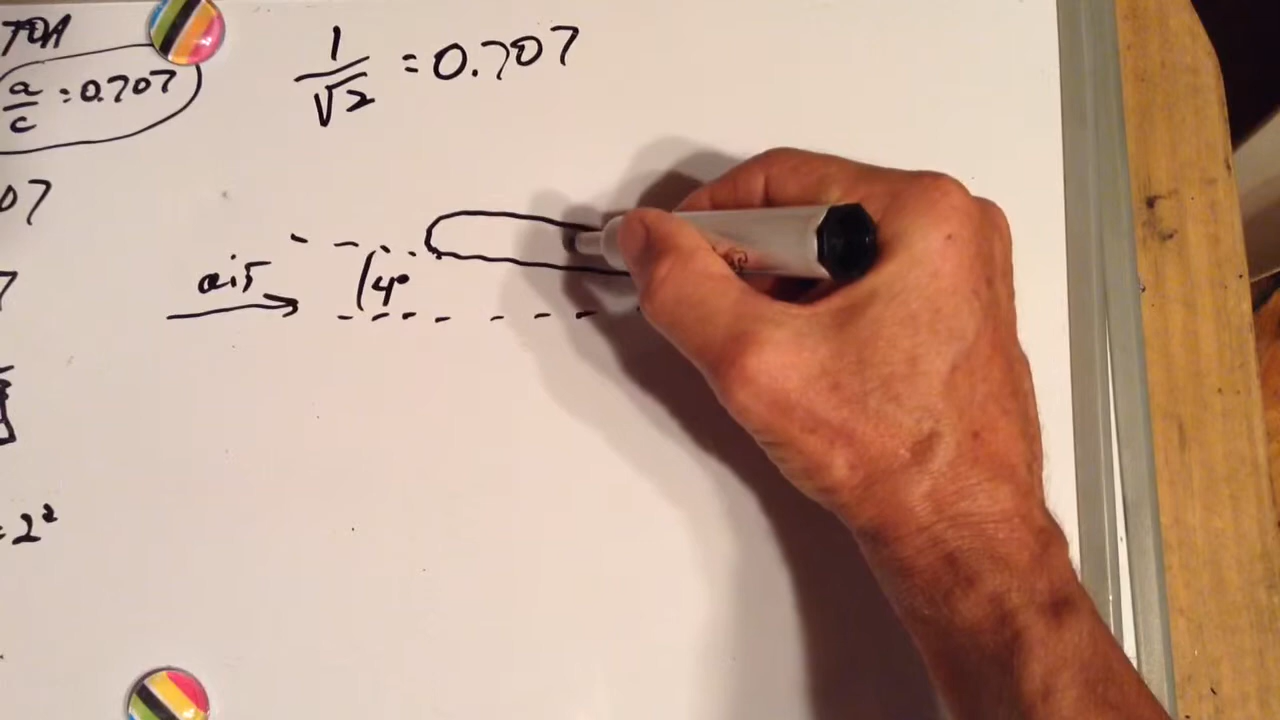 TOA
a/c = 0.707
1/√2 = 0.707
07
7
air
4°
= 2²